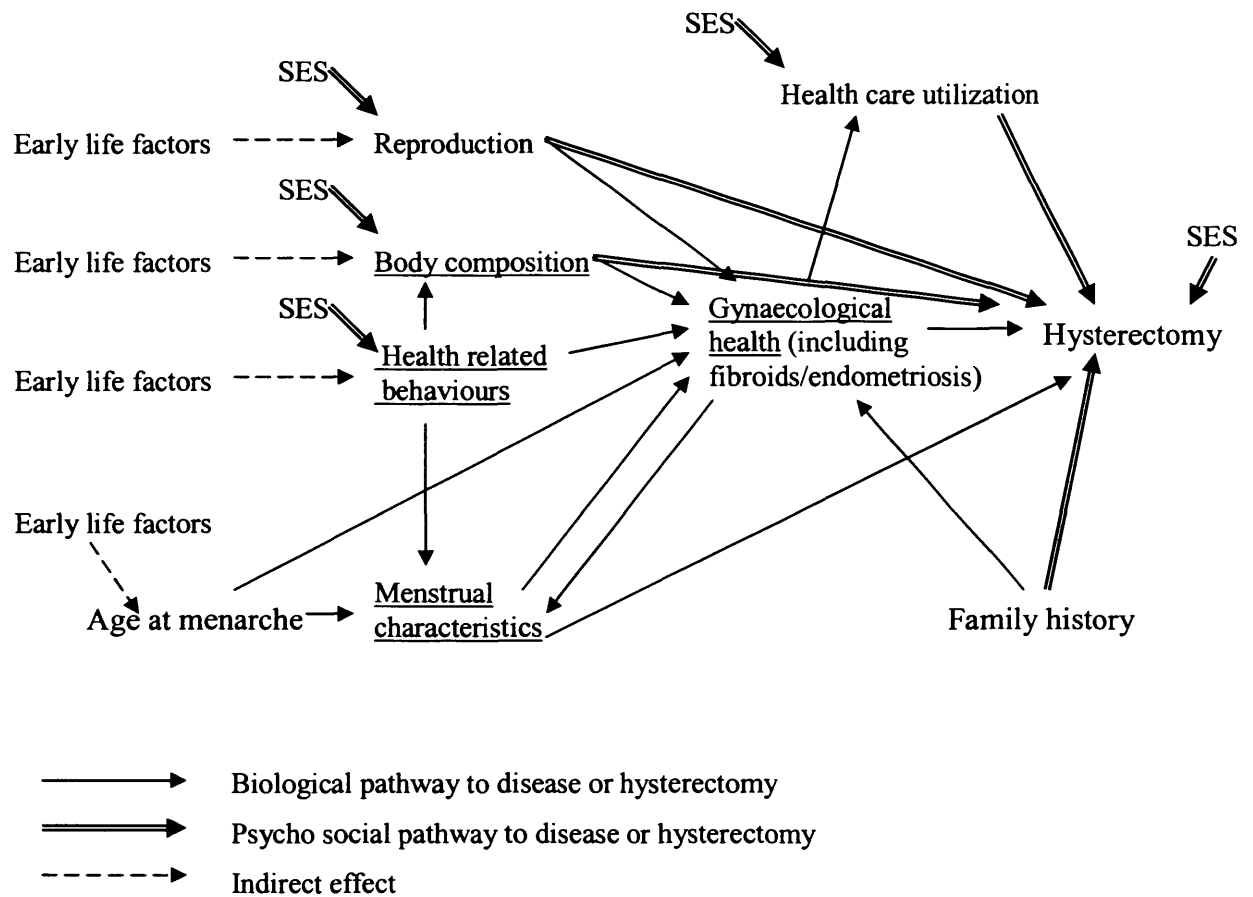 SES
Health care utilization
SES
Early life factors
Reproduction
SES
Early life factors
Body composition
SES
SES
Gynaecological
health (including
fibroids/endometriosis)
Hysterectomy
Early life factors
Health related
behaviours
Early life factors
Age at menarche
Menstrual
characteristics
Family history
Biological pathway to disease or hysterectomy
Psycho social pathway to disease or hysterectomy
Indirect effect